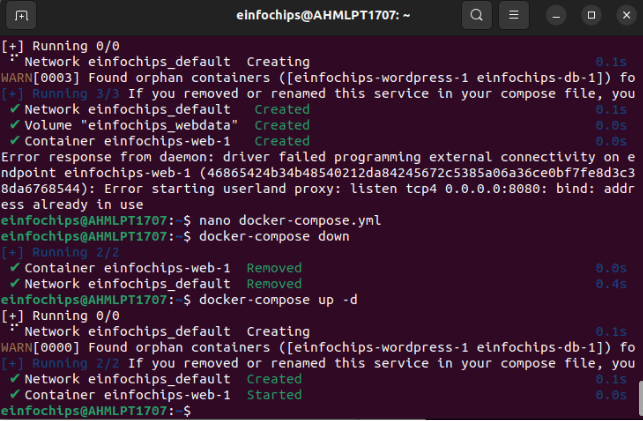 einfochips@AHMLPT1707: ~
[+] Running 0/0
⠋ Network einfochips_default Creating 0.1s
WARN[0003] Found orphan containers ([einfochips-wordpress-1 einfochips-db-1]) fo
[+] Running 3/3 If you removed or renamed this service in your compose file, you
✔ Network einfochips_default Created 0.1s
✔ Volume "einfochips_webdata" Created 0.0s
✔ Container einfochips-web-1 Created 0.0s
Error response from daemon: driver failed programming external connectivity on e
ndpoint einfochips-web-1 (46865424b34b48540212da84245672c5385a06a36ce0bf7fe8d3c3
8da6768544): Error starting userland proxy: listen tcp4 0.0.0.0:8080: bind: addr
ess already in use
einfochips@AHMLPT1707:~$ nano docker-compose.yml
einfochips@AHMLPT1707:~$ docker-compose down
[+] Running 2/2
✔ Container einfochips-web-1 Removed 0.0s
✔ Network einfochips_default Removed 0.4s
einfochips@AHMLPT1707:~$ docker-compose up -d
[+] Running 0/0
⠋ Network einfochips_default Creating 0.1s
WARN[0000] Found orphan containers ([einfochips-wordpress-1 einfochips-db-1]) fo
[+] Running 2/2 If you removed or renamed this service in your compose file, you
✔ Network einfochips_default Created 0.1s
✔ Container einfochips-web-1 Started 0.0s
einfochips@AHMLPT1707:~$